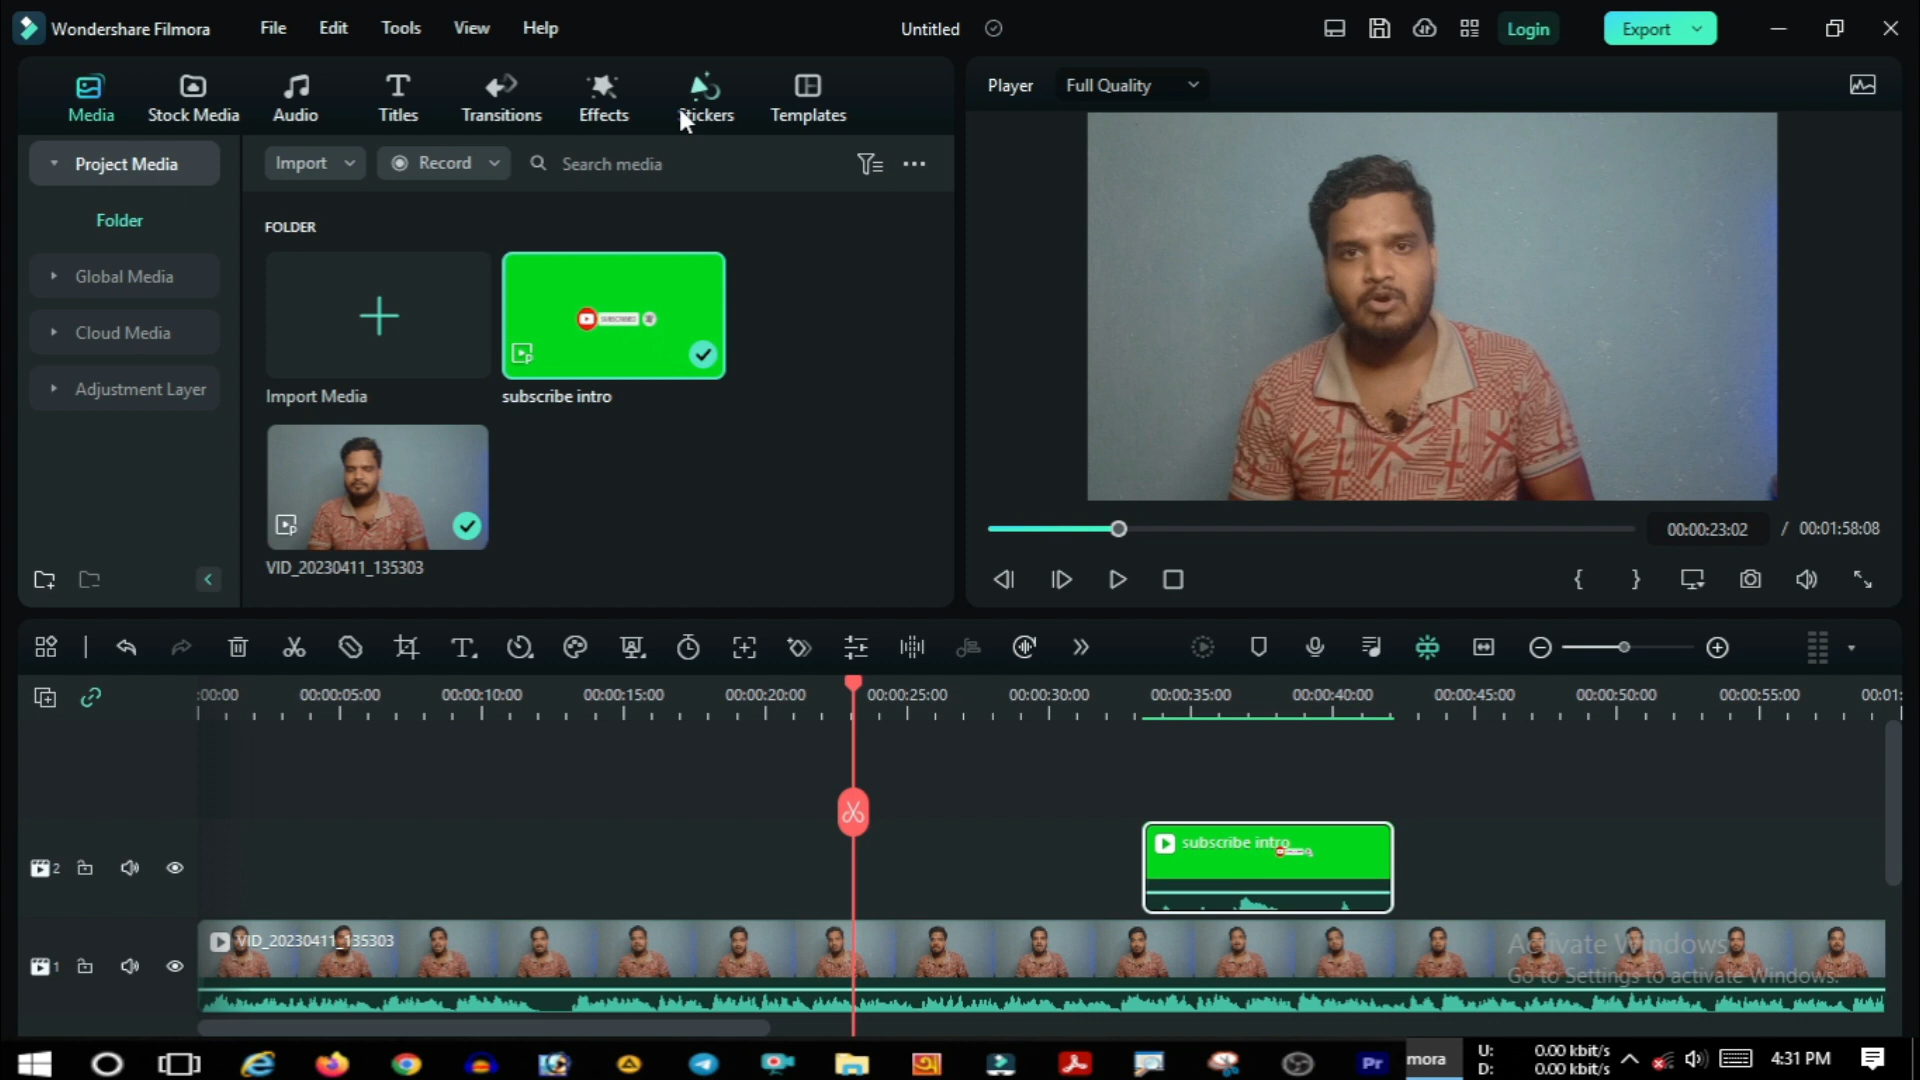 Wondershare Filmora
File
Edit
Tools
View
Help
Untitled
Login
Export
Media
Stock Media
Audio
Titles
Transitions
Effects
Stickers
Templates
Player
Full Quality
Project Media
Import
Record
Search media
Folder
FOLDER
Global Media
Cloud Media
Adjustment Layer
Import Media
SUBSCRIBED
subscribe intro
VID_20230411_135303
00:00:23:02
/ 00:01:58:08
:00:00
00:00:05:00
00:00:10:00
00:00:15:00
00:00:20:00
00:00:25:00
00:00:30:00
00:00:35:00
00:00:40:00
00:00:45:00
00:00:50:00
00:00:55:00
00:01:
2
subscribe intro
1
VID_20230411_135303
Activate Windows
Go to Settings to activate Windows.
Pr
mora
U: 0.00 kbit/s
D: 0.00 kbit/s
4:31 PM